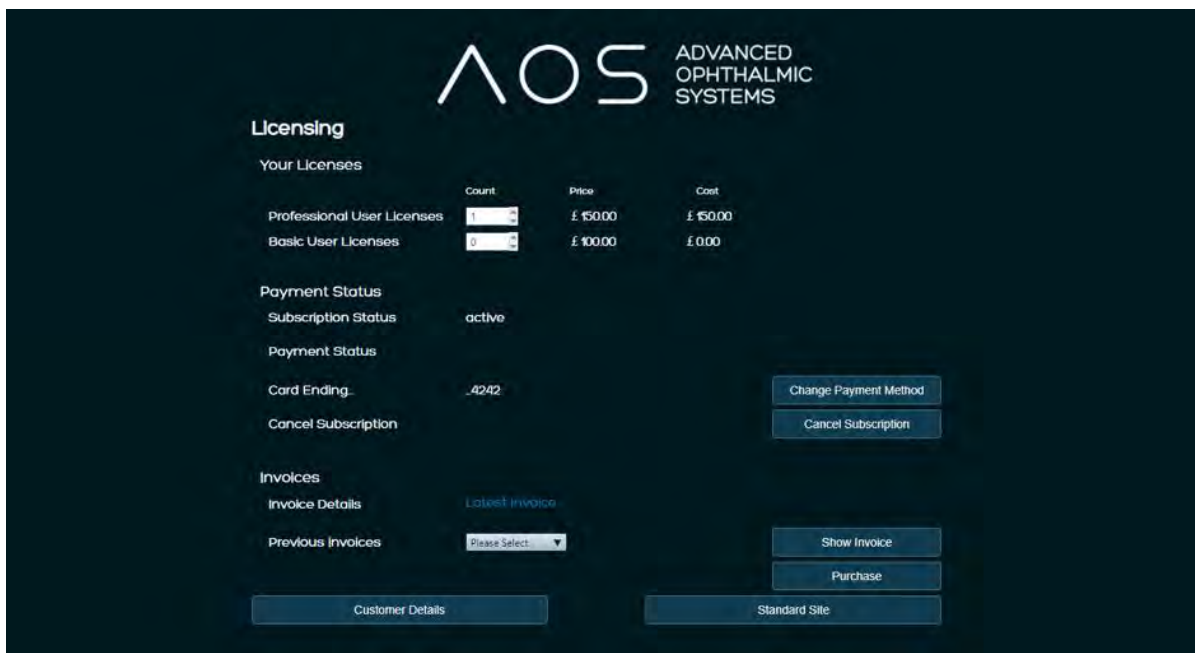 AOS ADVANCED
OPHTHALMIC
SYSTEMS
Licensing
Your Licenses
Count Price Cost
Professional User Licenses 1 £ 150.00 £ 150.00
Basic User Licenses 0 £ 100.00 £ 0.00
Payment Status
Subscription Status active
Payment Status
Card Ending... ...4242 Change Payment Method
Cancel Subscription Cancel Subscription
Invoices
Invoice Details Latest Invoice
Previous Invoices Please Select Show Invoice
Purchase
Customer Details Standard Site